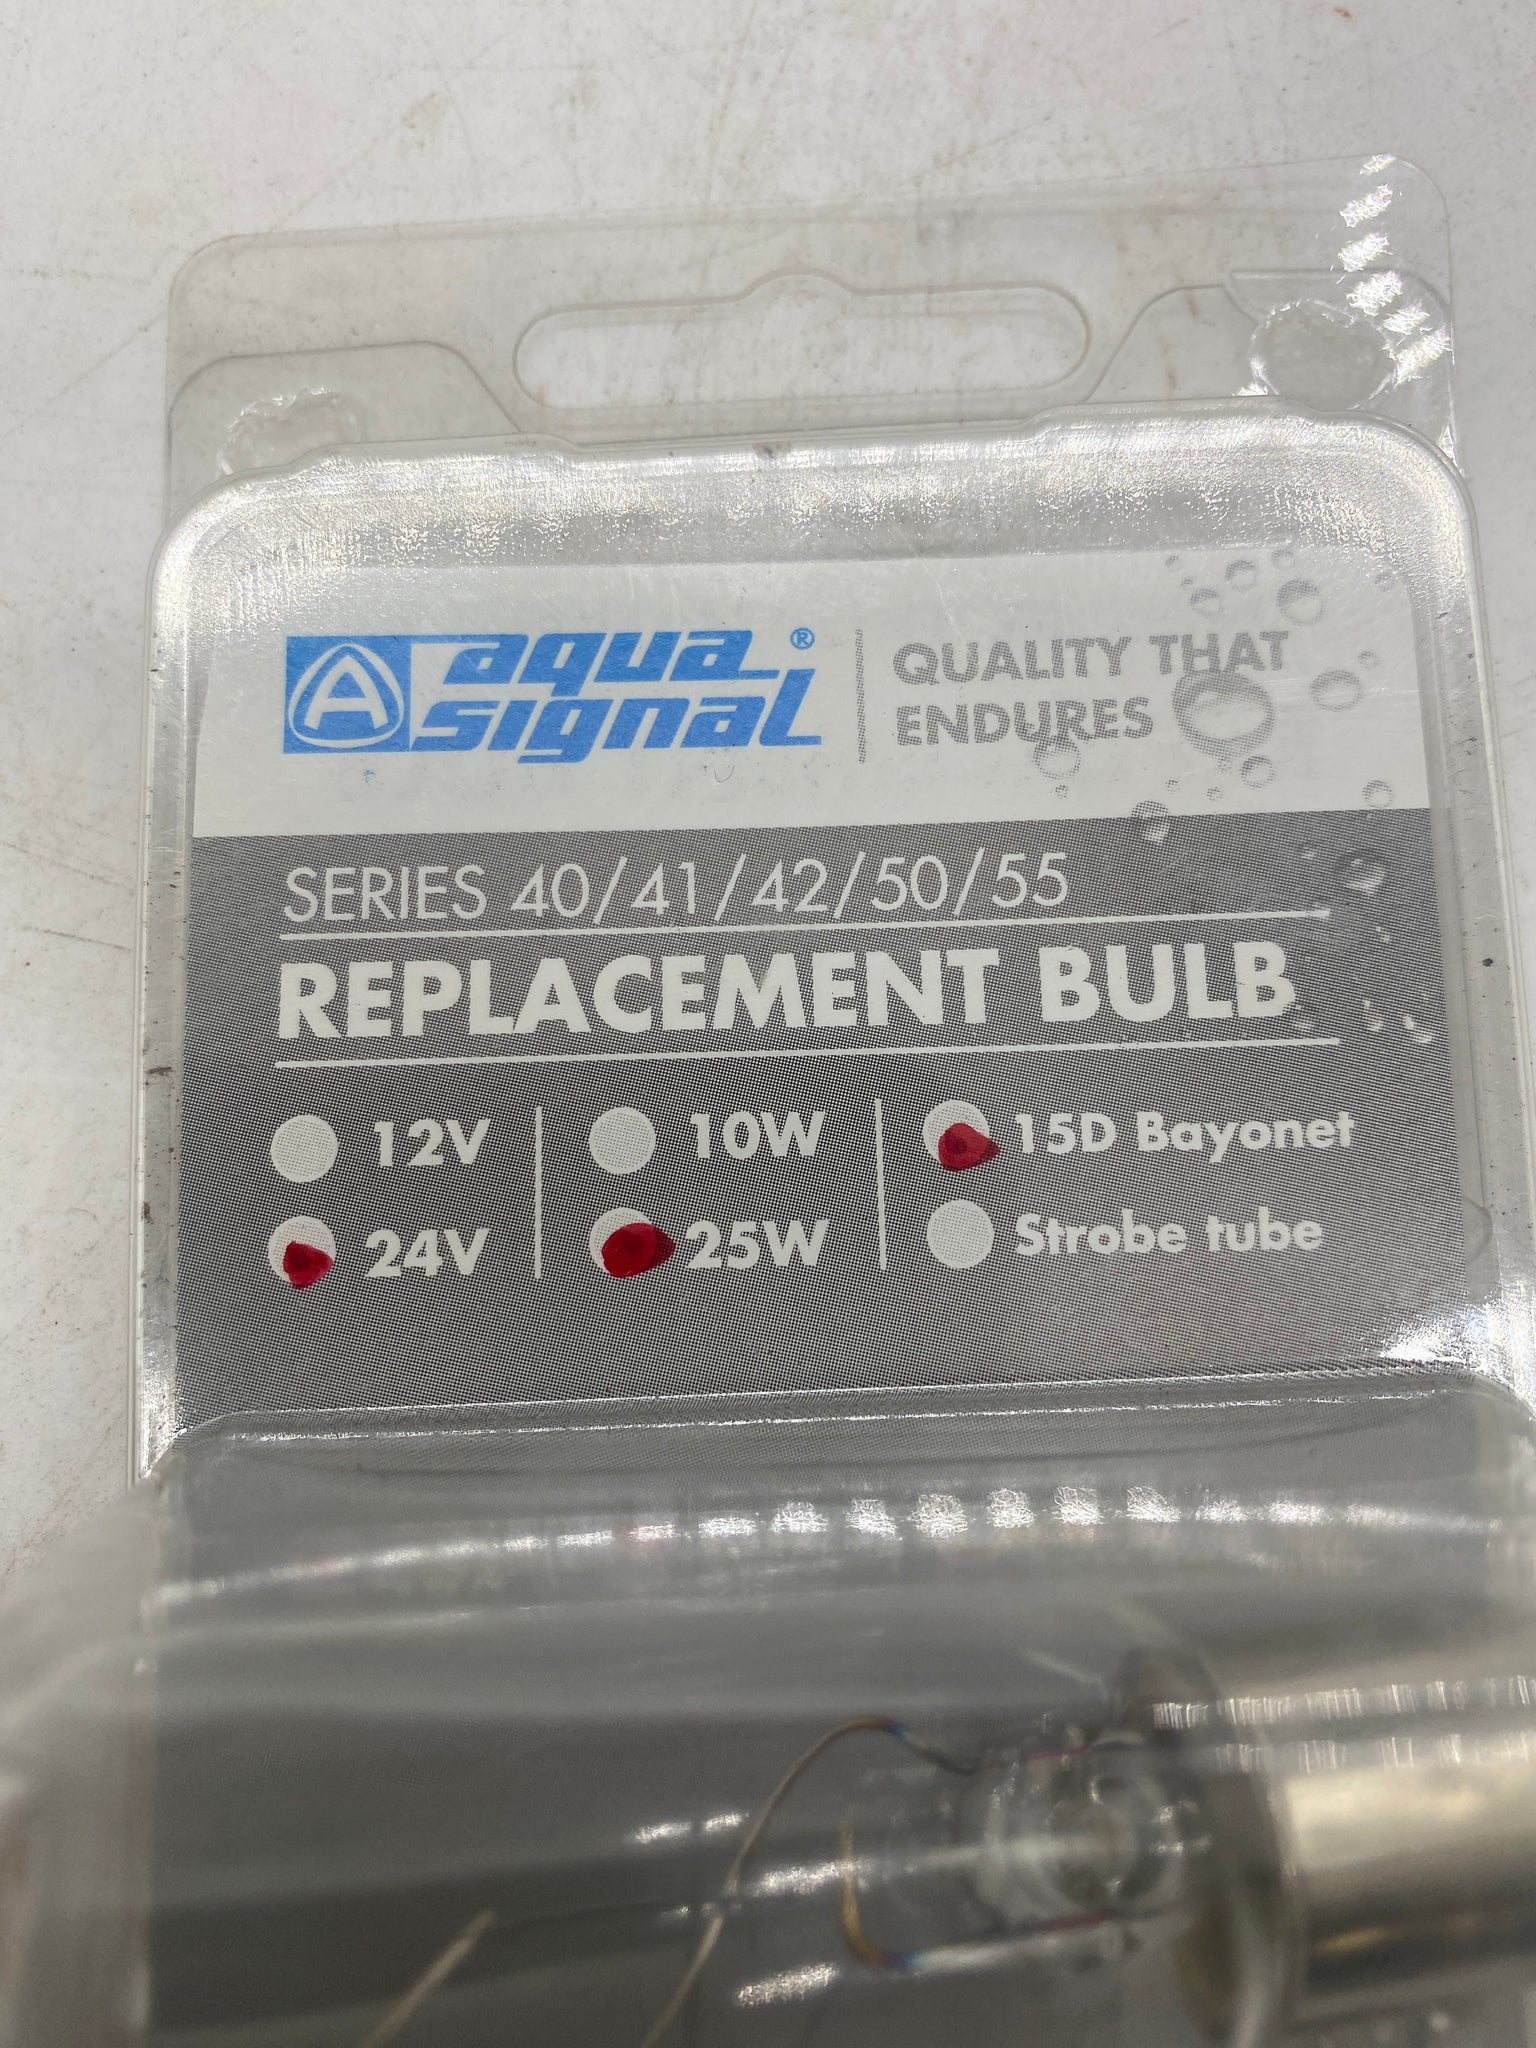 A aqua signal®
QUALITY THAT
ENDURES
SERIES 40/41/42/50/55
REPLACEMENT BULB
12V 10W 15D Bayonet
24V 25W Strobe tube